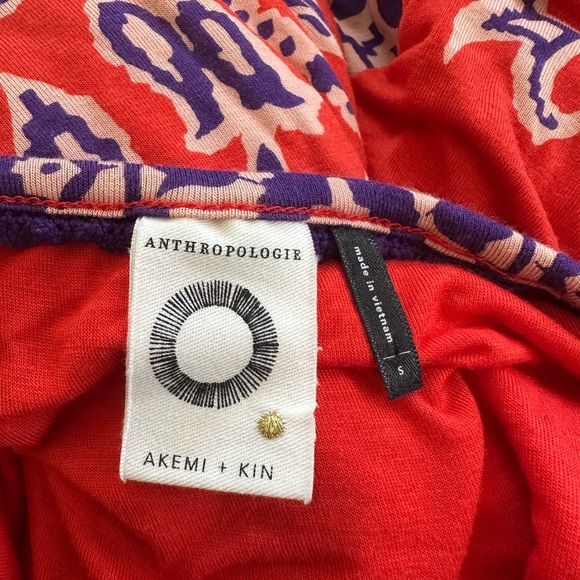 ANTHROPOLOGIE
AKEMI + KIN
made in vietnam
S